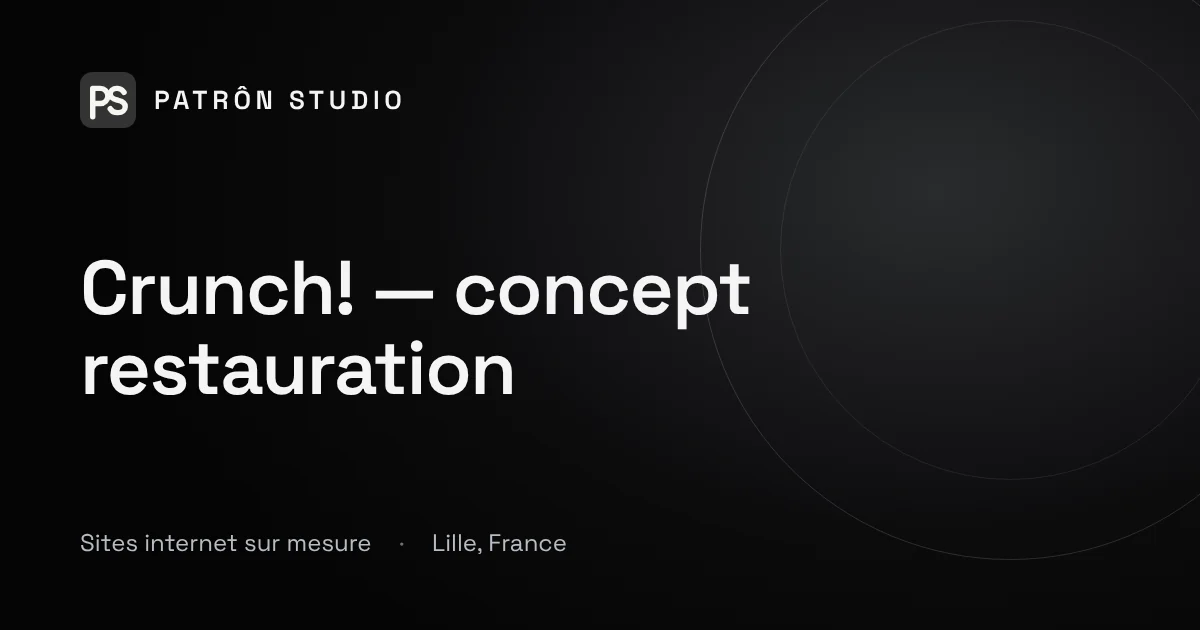 PS PATRÔN STUDIO
Crunch! — concept
restauration
Sites internet sur mesure · Lille, France